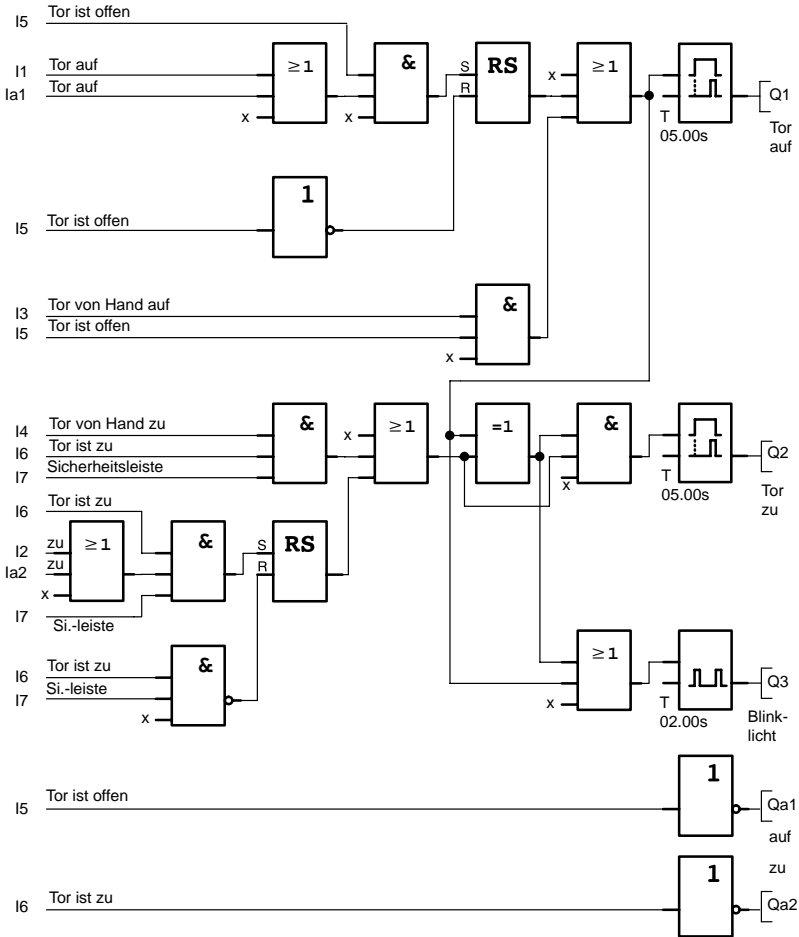 I5 Tor ist offen
I1 Tor auf
Ia1 Tor auf
x
≥1
x
&
S
R
RS
x
≥1
T
05.00s
Q1
Tor
auf
I5 Tor ist offen
1
I3 Tor von Hand auf
I5 Tor ist offen
x
&
I4 Tor von Hand zu
I6 Tor ist zu
I7 Sicherheitsleiste
&
x
≥1
=1
&
x
T
05.00s
Q2
Tor
zu
I6 Tor ist zu
I2 zu
Ia2 zu
x
≥1
&
S
R
RS
I7
Si.-leiste
I6 Tor ist zu
I7 Si.-leiste
x
&
≥1
x
T
02.00s
Q3
Blink-
licht
I5 Tor ist offen
1
Qa1
auf
zu
I6 Tor ist zu
1
Qa2